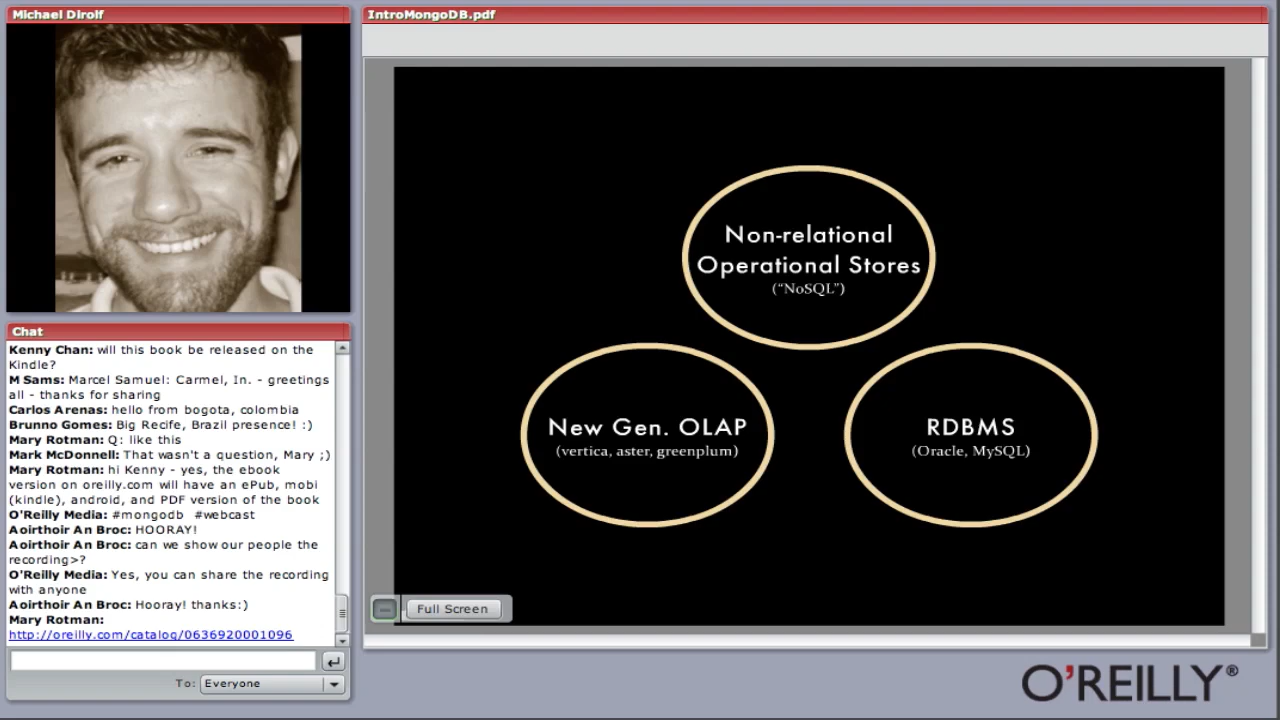 Michael Dirolf
Chat
Kenny Chan: will this book be released on the
Kindle?
M Sams: Marcel Samuel: Carmel, In. - greetings
all - thanks for sharing
Carlos Arenas: hello from bogota, colombia
Brunno Gomes: Big Recife, Brazil presence! :)
Mary Rotman: Q: like this
Mark McDonnell: That wasn't a question, Mary ;)
Mary Rotman: hi Kenny - yes, the ebook
version on oreilly.com will have an ePub, mobi
(kindle), android, and PDF version of the book
O'Reilly Media: #mongodb #webcast
Aoirthoir An Broc: HOORAY!
Aoirthoir An Broc: can we show our people the
recording>?
O'Reilly Media: Yes, you can share the recording
with anyone
Aoirthoir An Broc: Hooray! thanks:)
Mary Rotman:
http://oreilly.com/catalog/0636920001096
To: Everyone
IntroMongoDB.pdf
Non-relational
Operational Stores
(“NoSQL”)
New Gen. OLAP
(vertica, aster, greenplum)
RDBMS
(Oracle, MySQL)
Full Screen
O'REILLY®